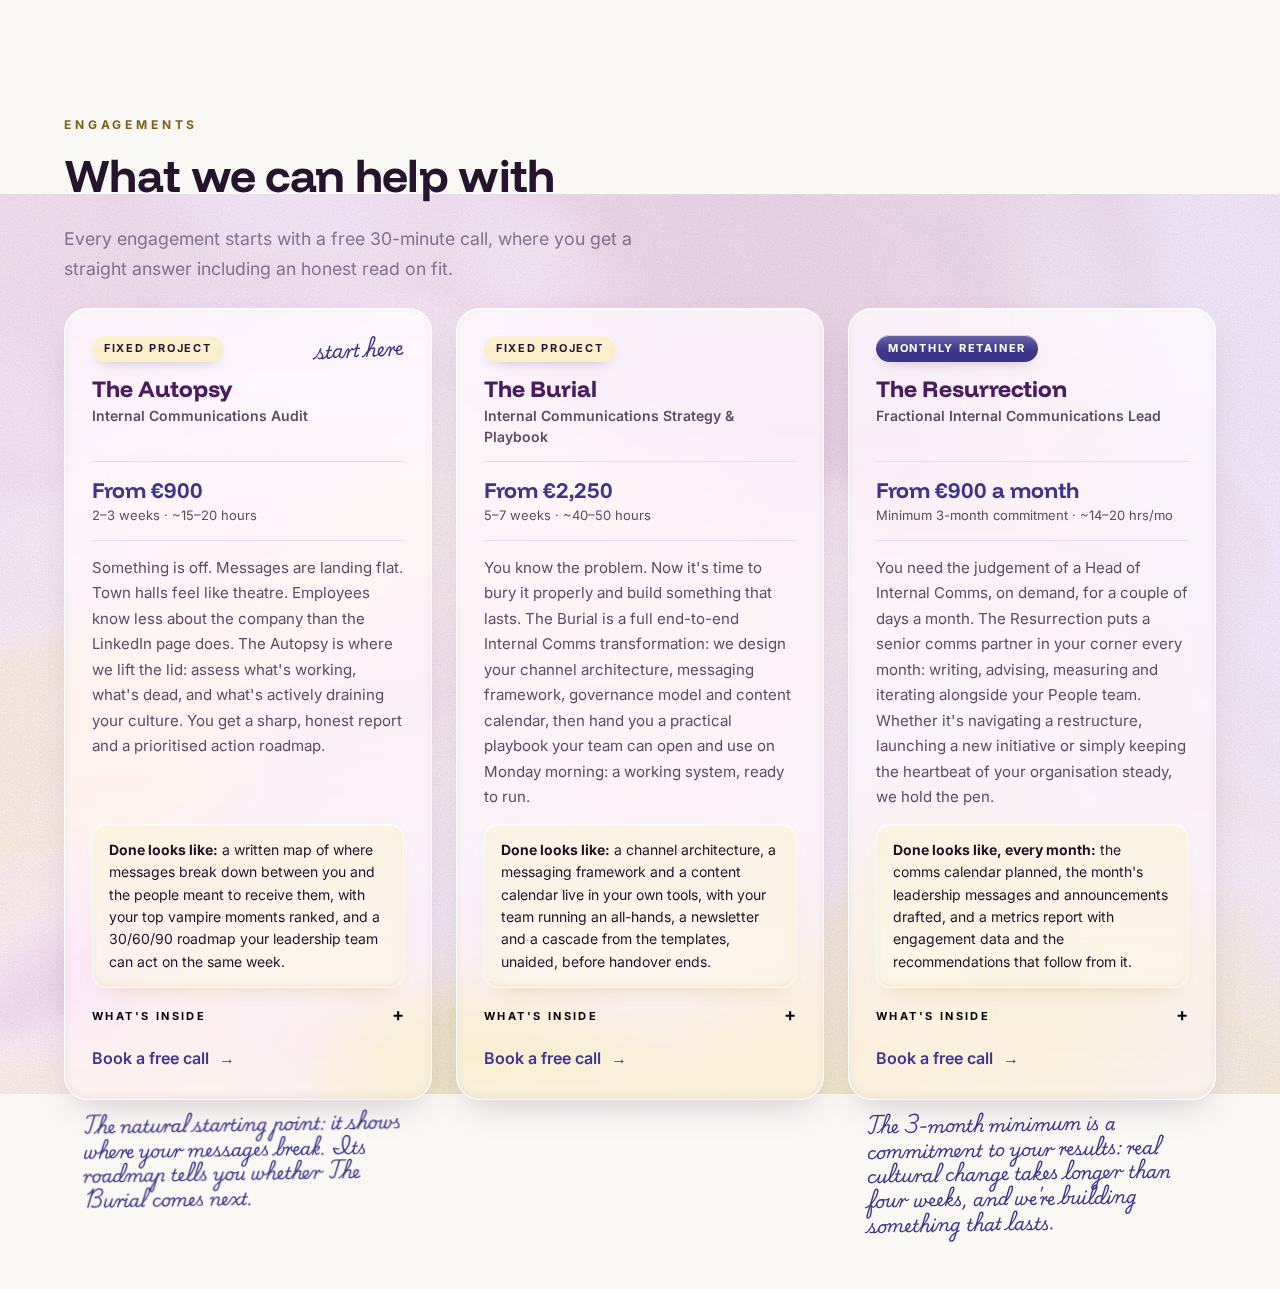 ENGAGEMENTS
What we can help with
Every engagement starts with a free 30-minute call, where you get a
straight answer including an honest read on fit.
FIXED PROJECT
start here
The Autopsy
Internal Communications Audit
From €900
2–3 weeks · ~15–20 hours
Something is off. Messages are landing flat.
Town halls feel like theatre. Employees
know less about the company than the
LinkedIn page does. The Autopsy is where
we lift the lid: assess what's working,
what's dead, and what's actively draining
your culture. You get a sharp, honest report
and a prioritised action roadmap.
Done looks like: a written map of where
messages break down between you and
the people meant to receive them, with
your top vampire moments ranked, and a
30/60/90 roadmap your leadership team
can act on the same week.
WHAT'S INSIDE +
Book a free call →
The natural starting point: it shows
where your messages break. Its
roadmap tells you whether The
Burial comes next.
FIXED PROJECT
The Burial
Internal Communications Strategy &
Playbook
From €2,250
5–7 weeks · ~40–50 hours
You know the problem. Now it's time to
bury it properly and build something that
lasts. The Burial is a full end-to-end
Internal Comms transformation: we design
your channel architecture, messaging
framework, governance model and content
calendar, then hand you a practical
playbook your team can open and use on
Monday morning: a working system, ready
to run.
Done looks like: a channel architecture, a
messaging framework and a content
calendar live in your own tools, with your
team running an all-hands, a newsletter
and a cascade from the templates,
unaided, before handover ends.
WHAT'S INSIDE +
Book a free call →
MONTHLY RETAINER
The Resurrection
Fractional Internal Communications Lead
From €900 a month
Minimum 3-month commitment · ~14–20 hrs/mo
You need the judgement of a Head of
Internal Comms, on demand, for a couple of
days a month. The Resurrection puts a
senior comms partner in your corner every
month: writing, advising, measuring and
iterating alongside your People team.
Whether it's navigating a restructure,
launching a new initiative or simply keeping
the heartbeat of your organisation steady,
we hold the pen.
Done looks like, every month: the
comms calendar planned, the month's
leadership messages and announcements
drafted, and a metrics report with
engagement data and the
recommendations that follow from it.
WHAT'S INSIDE +
Book a free call →
The 3-month minimum is a
commitment to your results: real
cultural change takes longer than
four weeks, and we're building
something that lasts.